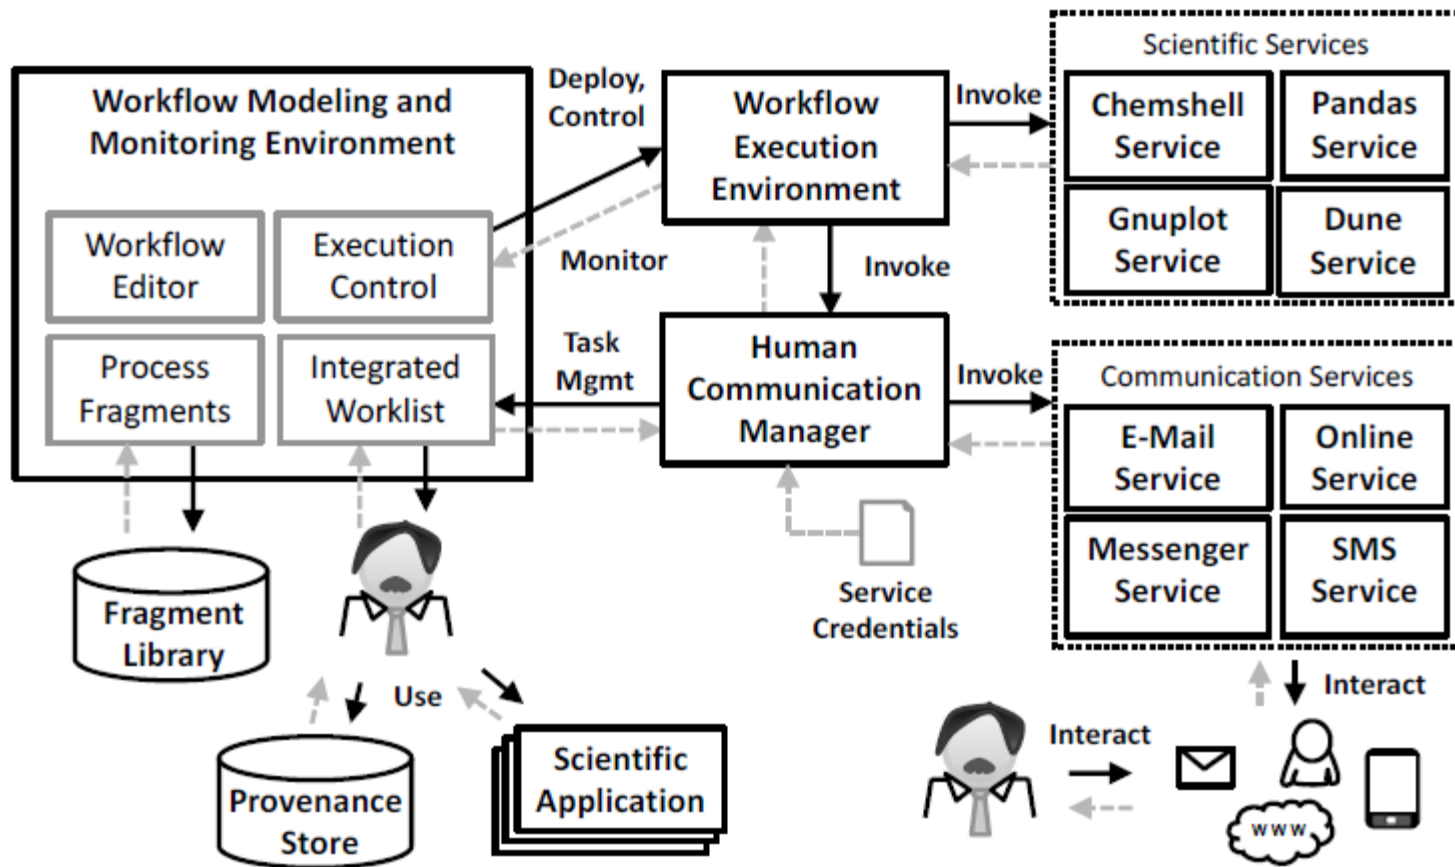 Workflow Modeling and
Monitoring Environment
Workflow
Editor
Execution
Control
Process
Fragments
Integrated
Worklist
Deploy,
Control
Monitor
Task
Mgmt
Workflow
Execution
Environment
Invoke
Invoke
Human
Communication
Manager
Invoke
Service
Credentials
Scientific Services
Chemshell
Service
Pandas
Service
Gnuplot
Service
Dune
Service
Communication Services
E-Mail
Service
Online
Service
Messenger
Service
SMS
Service
Interact
Interact
www
Fragment
Library
Use
Provenance
Store
Scientific
Application